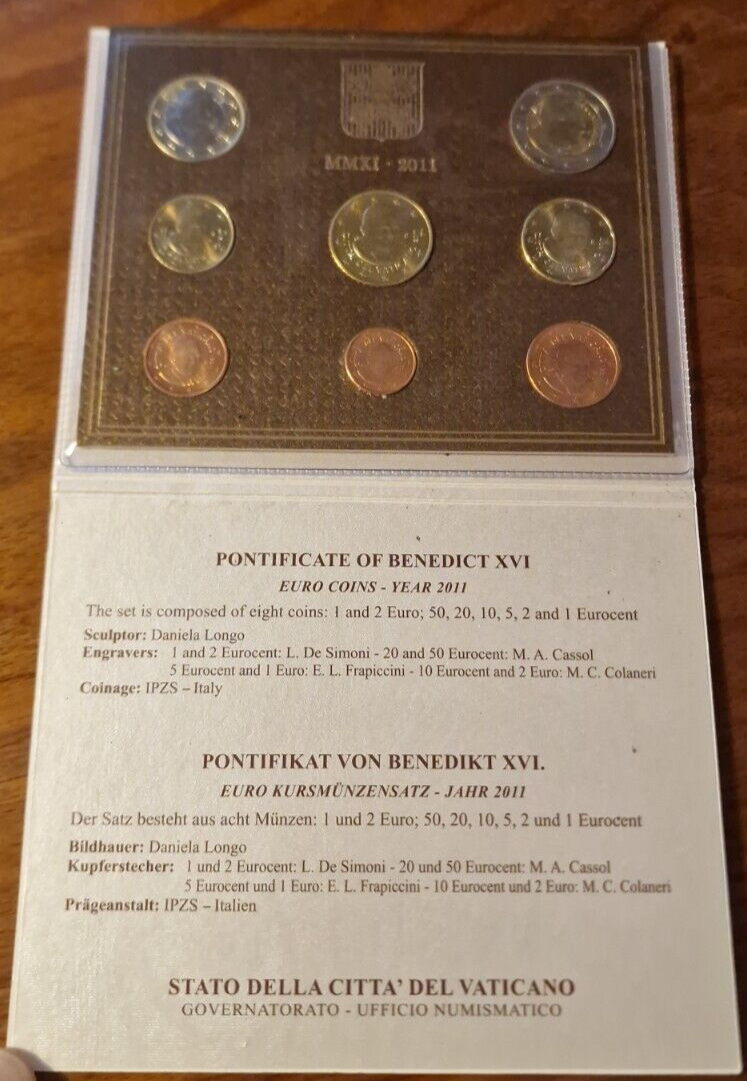 MMXI · 2011
PONTIFICATE OF BENEDICT XVI
EURO COINS - YEAR 2011
The set is composed of eight coins: 1 and 2 Euro; 50, 20, 10, 5, 2 and 1 Eurocent
Sculptor: Daniela Longo
Engravers: 1 and 2 Eurocent: L. De Simoni - 20 and 50 Eurocent: M. A. Cassol
5 Eurocent and 1 Euro: E. L. Frapiccini - 10 Eurocent and 2 Euro: M. C. Colaneri
Coinage: IPZS – Italy
PONTIFIKAT VON BENEDIKT XVI.
EURO KURSMÜNZENSATZ - JAHR 2011
Der Satz besteht aus acht Münzen: 1 und 2 Euro; 50, 20, 10, 5, 2 und 1 Eurocent
Bildhauer: Daniela Longo
Kupferstecher: 1 und 2 Eurocent: L. De Simoni - 20 und 50 Eurocent: M. A. Cassol
5 Eurocent und 1 Euro: E. L. Frapiccini - 10 Eurocent und 2 Euro: M. C. Colaneri
Prägeanstalt: IPZS – Italien
STATO DELLA CITTA' DEL VATICANO
GOVERNATORATO - UFFICIO NUMISMATICO